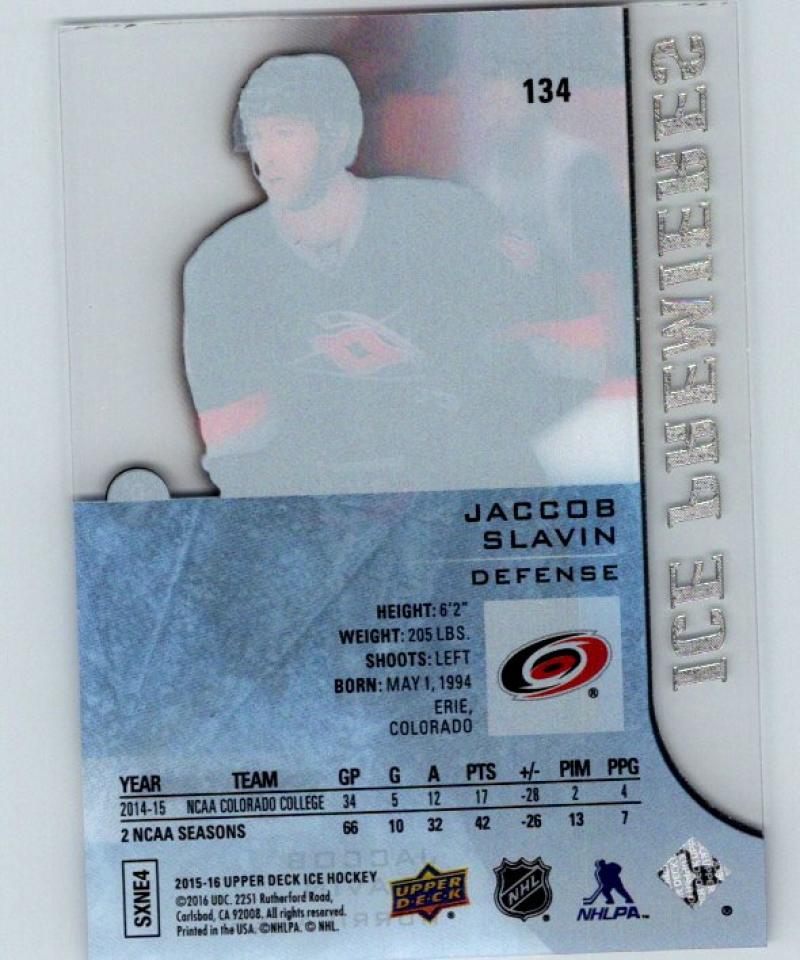 134
ICE PREMIERES
JACCOB
SLAVIN
DEFENSE
HEIGHT: 6'2"
WEIGHT: 205 LBS.
SHOOTS: LEFT
BORN: MAY 1, 1994
ERIE,
COLORADO
®
YEAR TEAM GP G A PTS +/- PIM PPG
2014-15 NCAA COLORADO COLLEGE 34 5 12 17 -28 2 4
2 NCAA SEASONS 66 10 32 42 -26 13 7
SXNE4
2015-16 UPPER DECK ICE HOCKEY
©2016 UDC. 2251 Rutherford Road,
Carlsbad, CA 92008. All rights reserved.
Printed in the USA. ©NHLPA. © NHL.
UPPER
D·E·C·K ®
NHL ®
NHLPA™
®